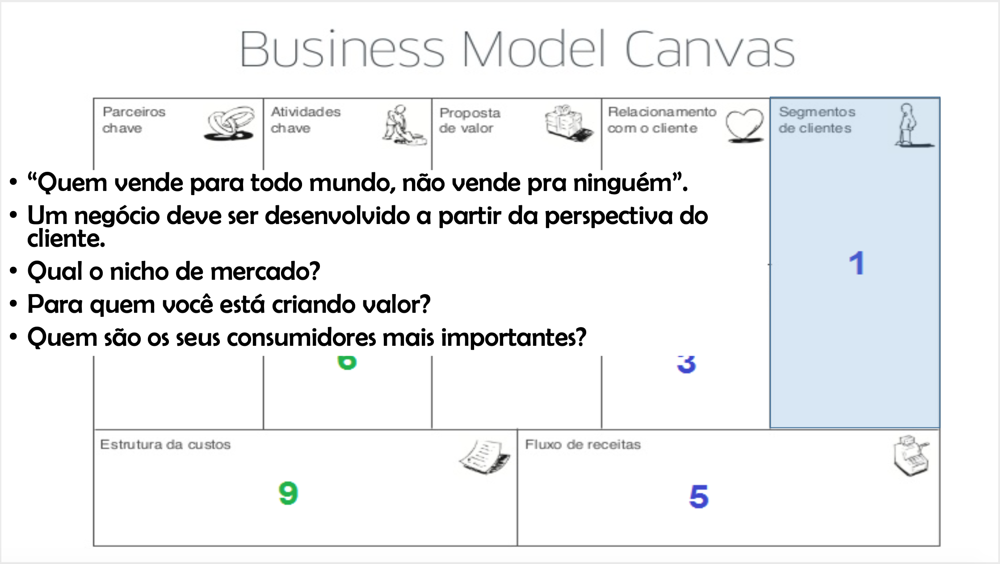 Business Model Canvas
Parceiros
chave
Atividades
chave
Proposta
de valor
Relacionamento
com o cliente
Segmentos
de clientes
• “Quem vende para todo mundo, não vende pra ninguém”.
• Um negócio deve ser desenvolvido a partir da perspectiva do
cliente.
• Qual o nicho de mercado?
• Para quem você está criando valor?
• Quem são os seus consumidores mais importantes?
1
6
3
Estrutura da custos
9
Fluxo de receitas
5